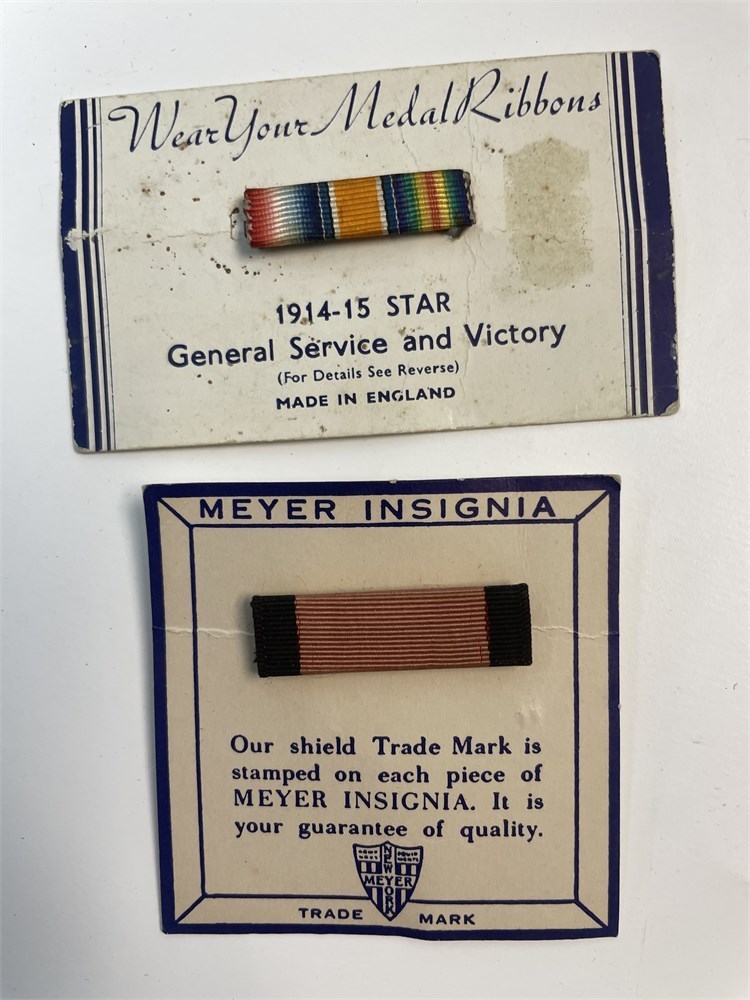 Wear Your Medal Ribbons
1914-15 STAR
General Service and Victory
(For Details See Reverse)
MADE IN ENGLAND
MEYER INSIGNIA
Our shield Trade Mark is
stamped on each piece of
MEYER INSIGNIA. It is
your guarantee of quality.
NEW YORK
MEYER
TRADE MARK